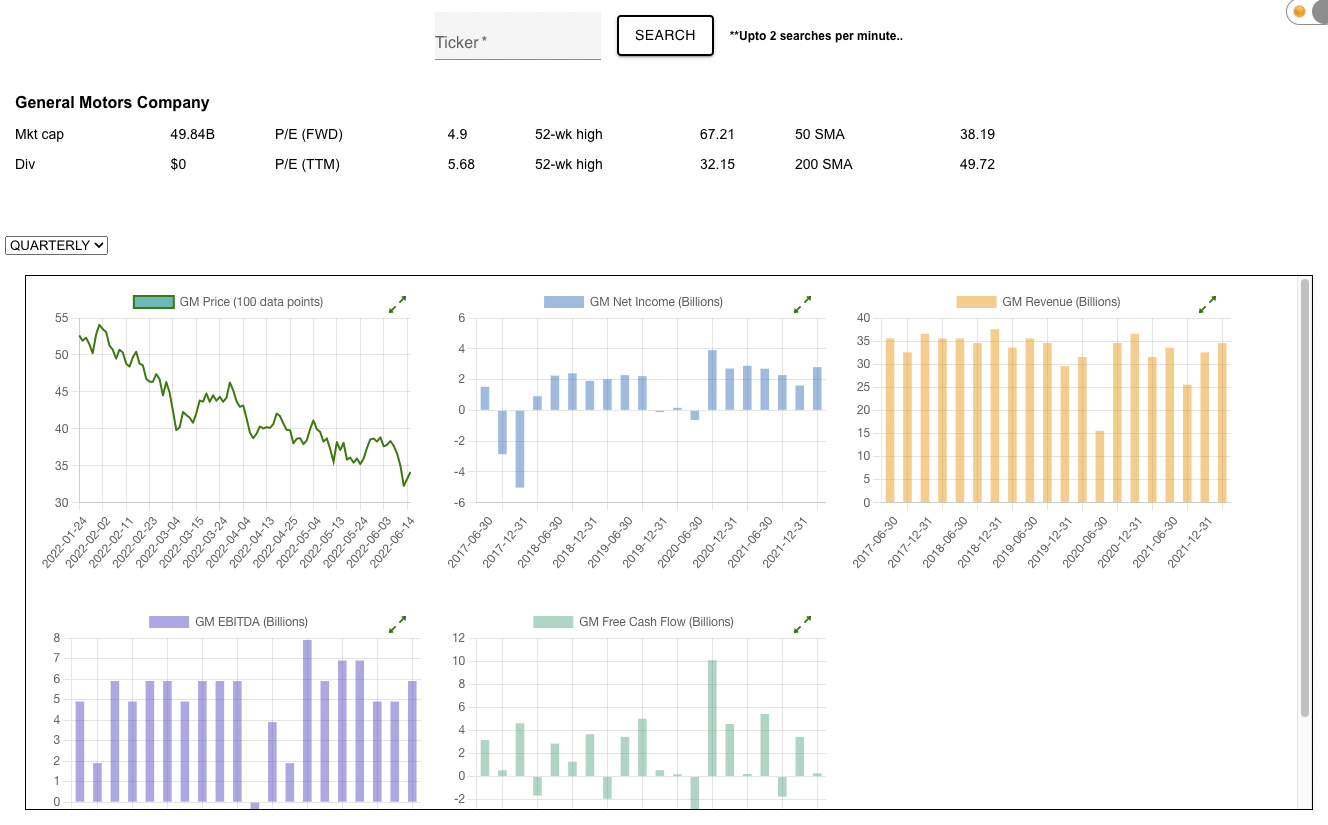 Ticker *
SEARCH
**Upto 2 searches per minute..
General Motors Company
Mkt cap 49.84B P/E (FWD) 4.9 52-wk high 67.21 50 SMA 38.19
Div $0 P/E (TTM) 5.68 52-wk high 32.15 200 SMA 49.72
QUARTERLY
GM Price (100 data points)
55
50
45
40
35
30
2022-01-24 2022-02-02 2022-02-11 2022-02-23 2022-03-04 2022-03-15 2022-03-24 2022-04-04 2022-04-13 2022-04-25 2022-05-04 2022-05-13 2022-05-24 2022-06-03 2022-06-14
GM Net Income (Billions)
6
4
2
0
-2
-4
-6
2017-06-30 2017-12-31 2018-06-30 2018-12-31 2019-06-30 2019-12-31 2020-06-30 2020-12-31 2021-06-30 2021-12-31
GM Revenue (Billions)
40
35
30
25
20
15
10
5
0
2017-06-30 2017-12-31 2018-06-30 2018-12-31 2019-06-30 2019-12-31 2020-06-30 2020-12-31 2021-06-30 2021-12-31
GM EBITDA (Billions)
8
7
6
5
4
3
2
1
0
GM Free Cash Flow (Billions)
12
10
8
6
4
2
0
-2